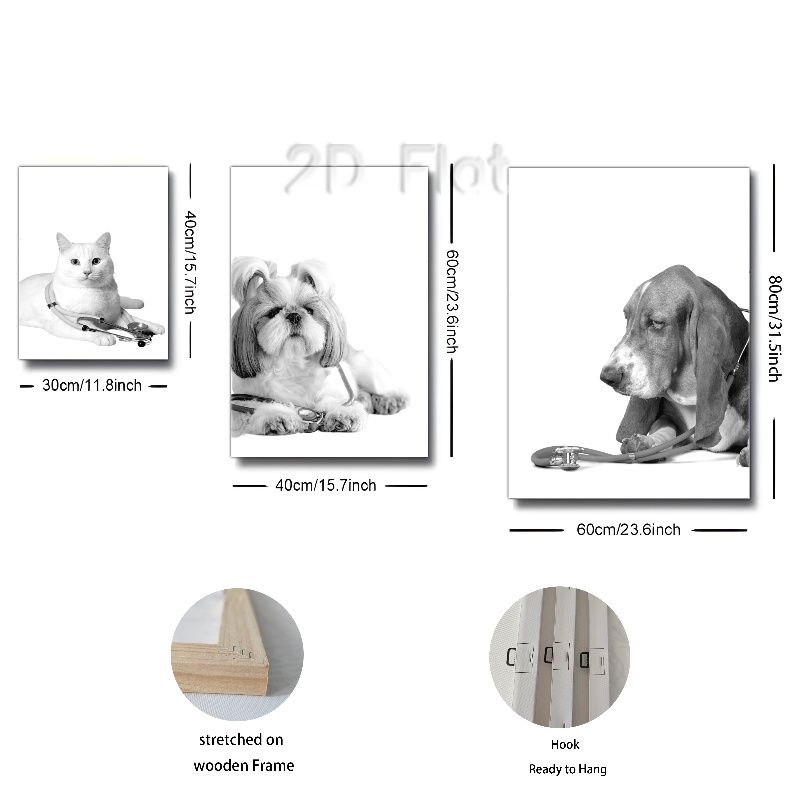 2D Flat
40cm/15.7inch
30cm/11.8inch
60cm/23.6inch
40cm/15.7inch
80cm/31.5inch
60cm/23.6inch
stretched on
wooden Frame
Hook
Ready to Hang